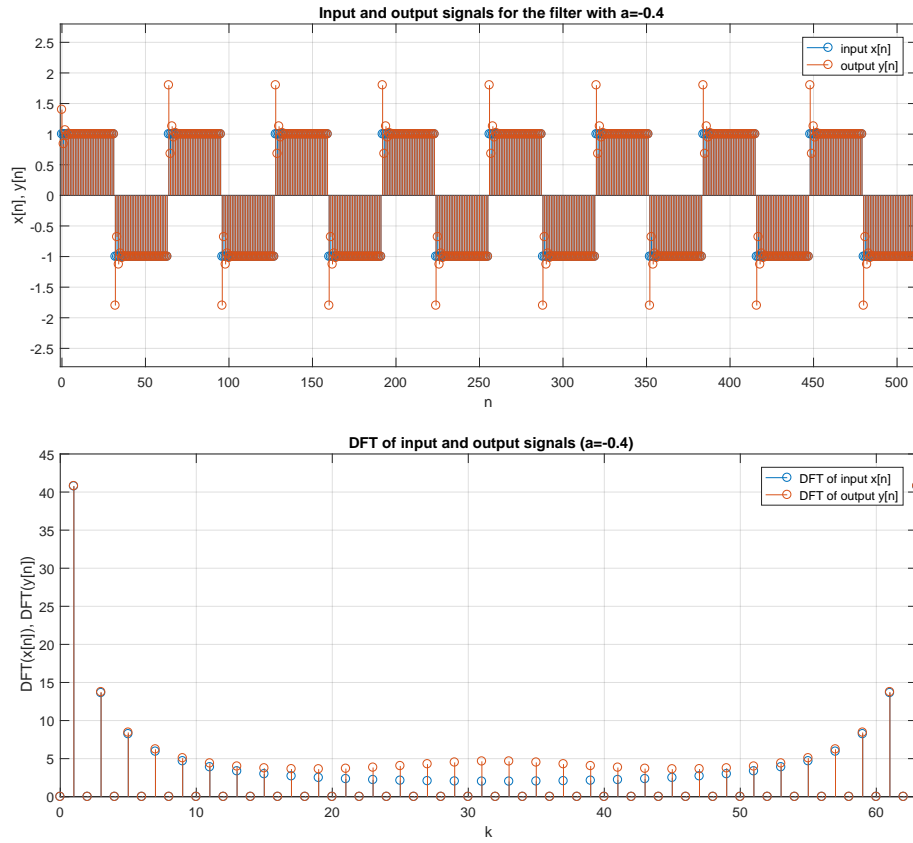 Input and output signals for the filter with a=-0.4
input x[n]
output y[n]
2.5
2
1.5
1
0.5
0
-0.5
-1
-1.5
-2
-2.5
x[n], y[n]
0 50 100 150 200 250 300 350 400 450 500
n
DFT of input and output signals (a=-0.4)
DFT of input x[n]
DFT of output y[n]
45
40
35
30
25
20
15
10
5
0
DFT(x[n]), DFT(y[n])
0 10 20 30 40 50 60
k